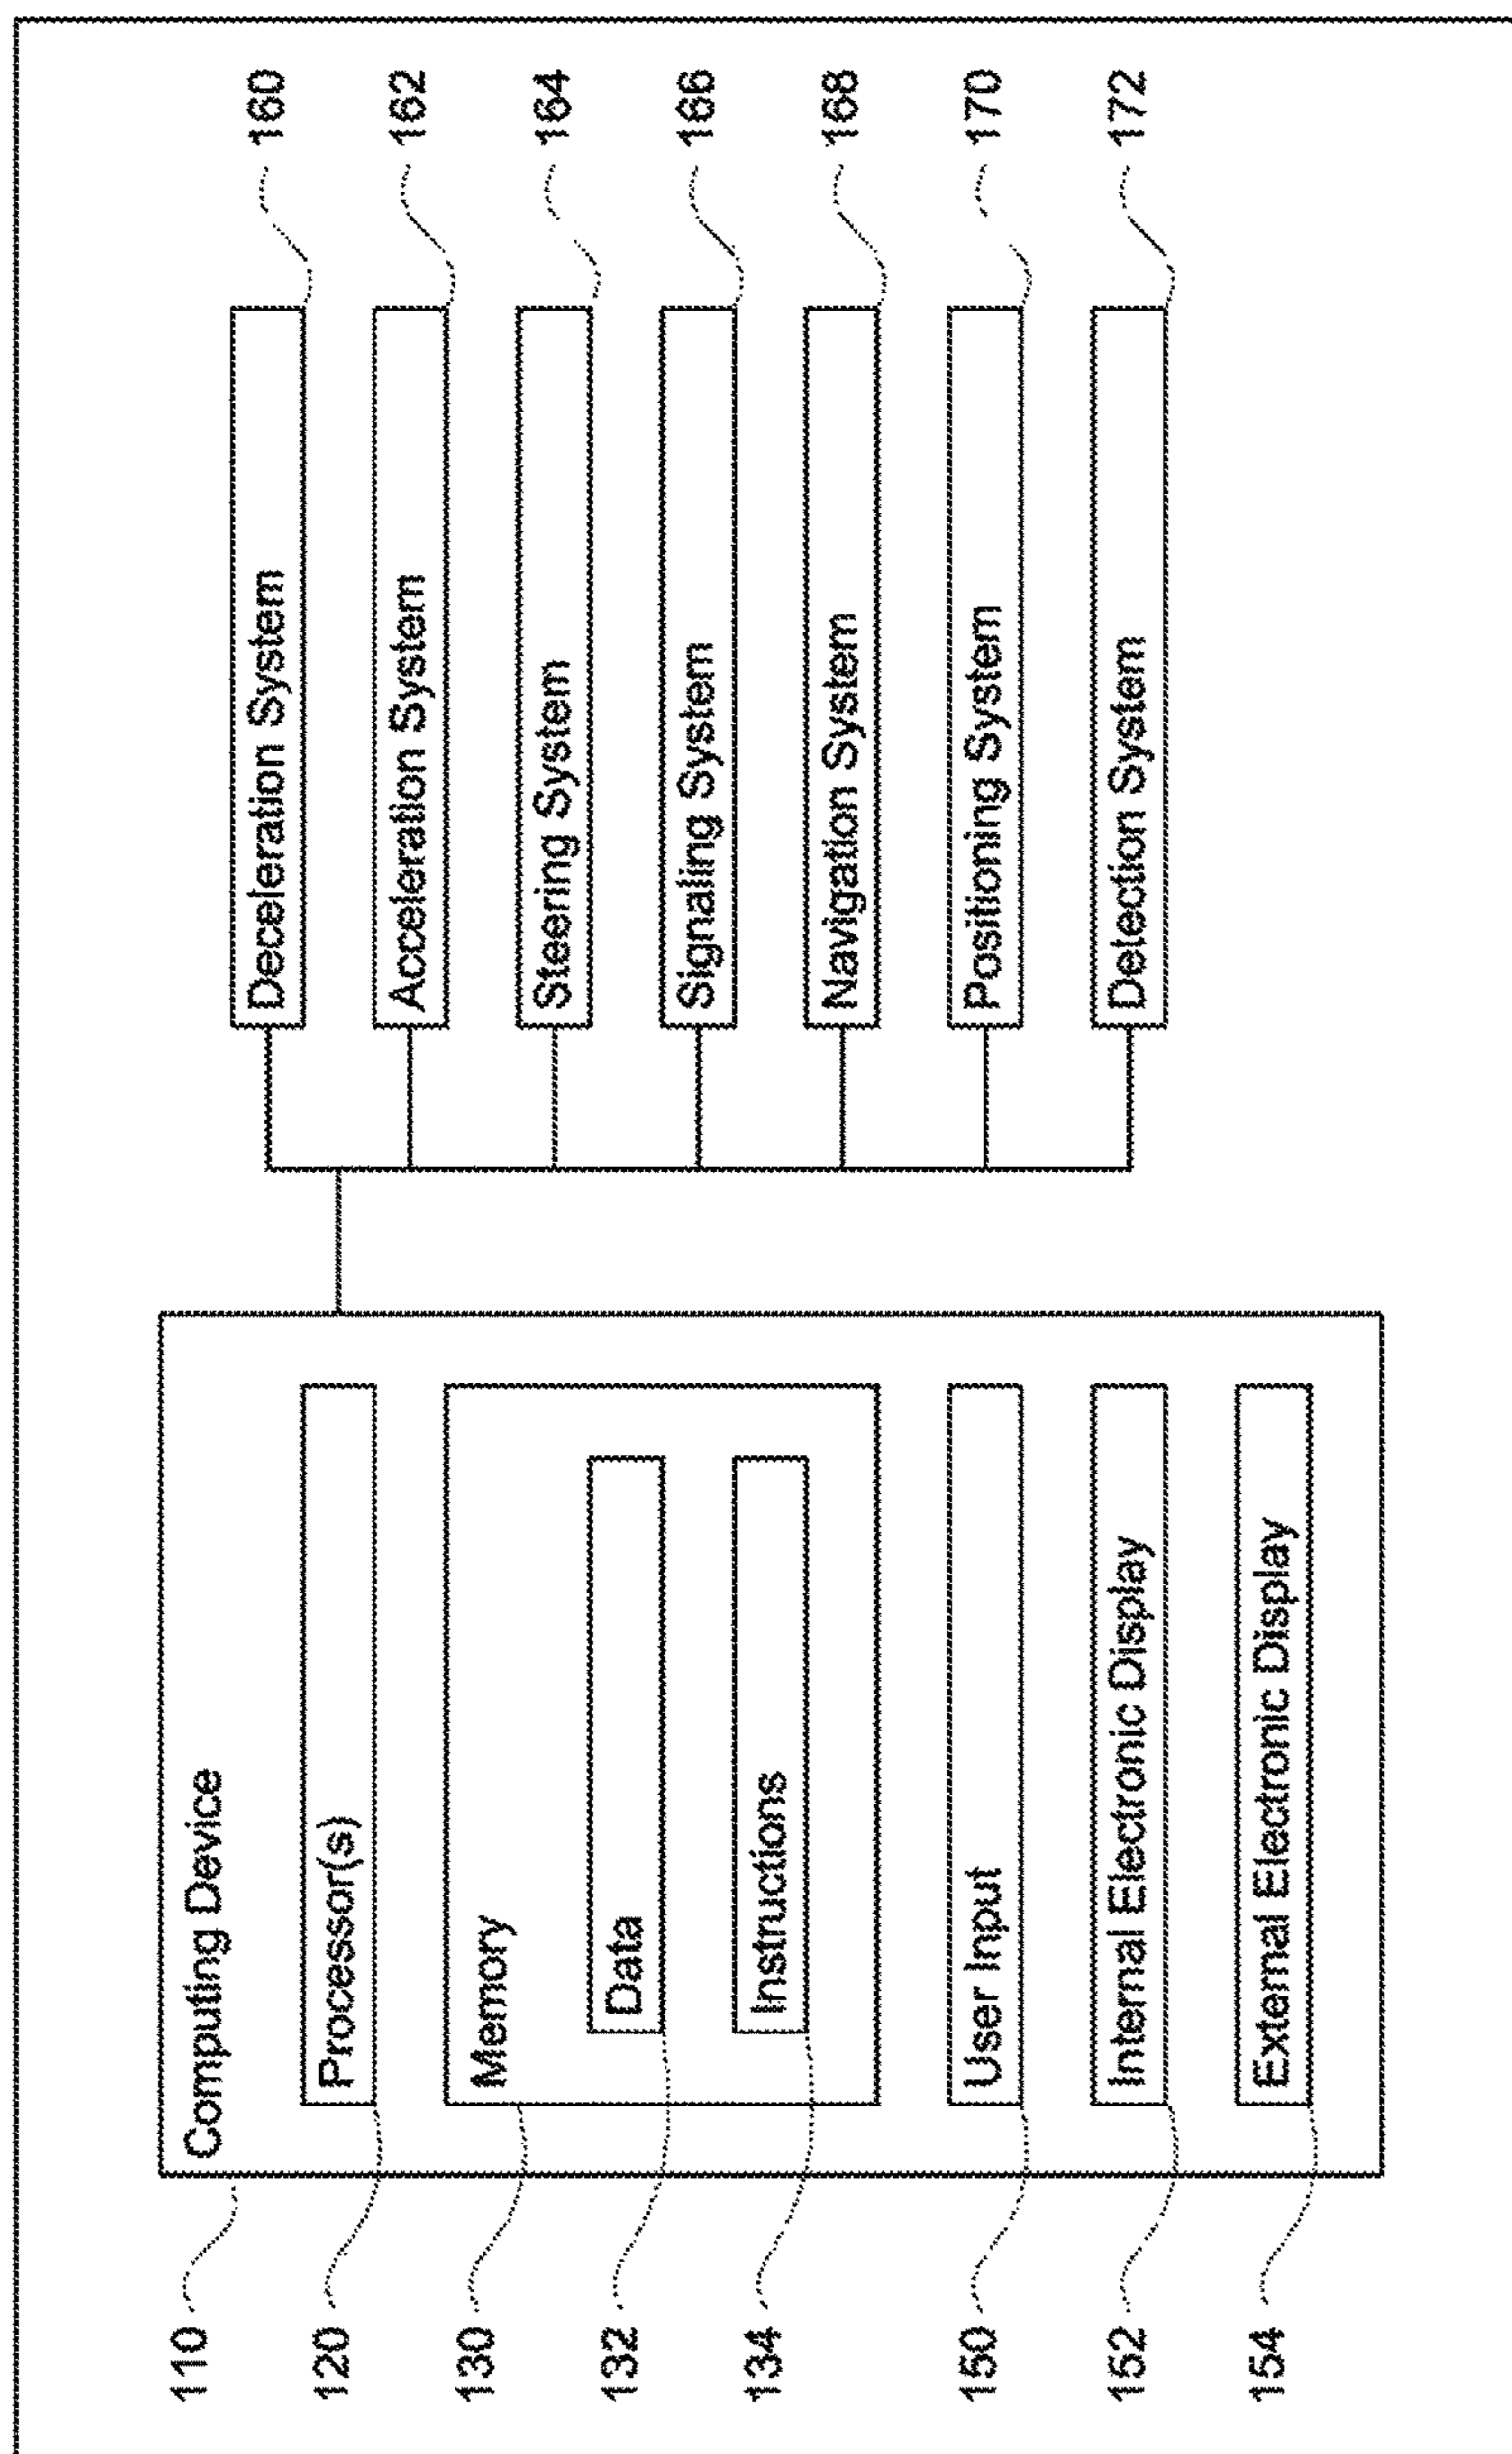 110
Computing Device
120
Processor(s)
130
Memory
132
Data
134
Instructions
150
User Input
152
Internal Electronic Display
154
External Electronic Display
Deceleration System
160
Acceleration System
162
Steering System
164
Signaling System
166
Navigation System
168
Positioning System
170
Detection System
172